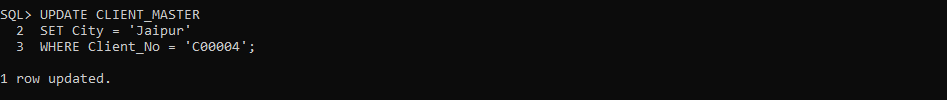 SQL> UPDATE CLIENT_MASTER
  2  SET City = 'Jaipur'
  3  WHERE Client_No = 'C00004';
1 row updated.